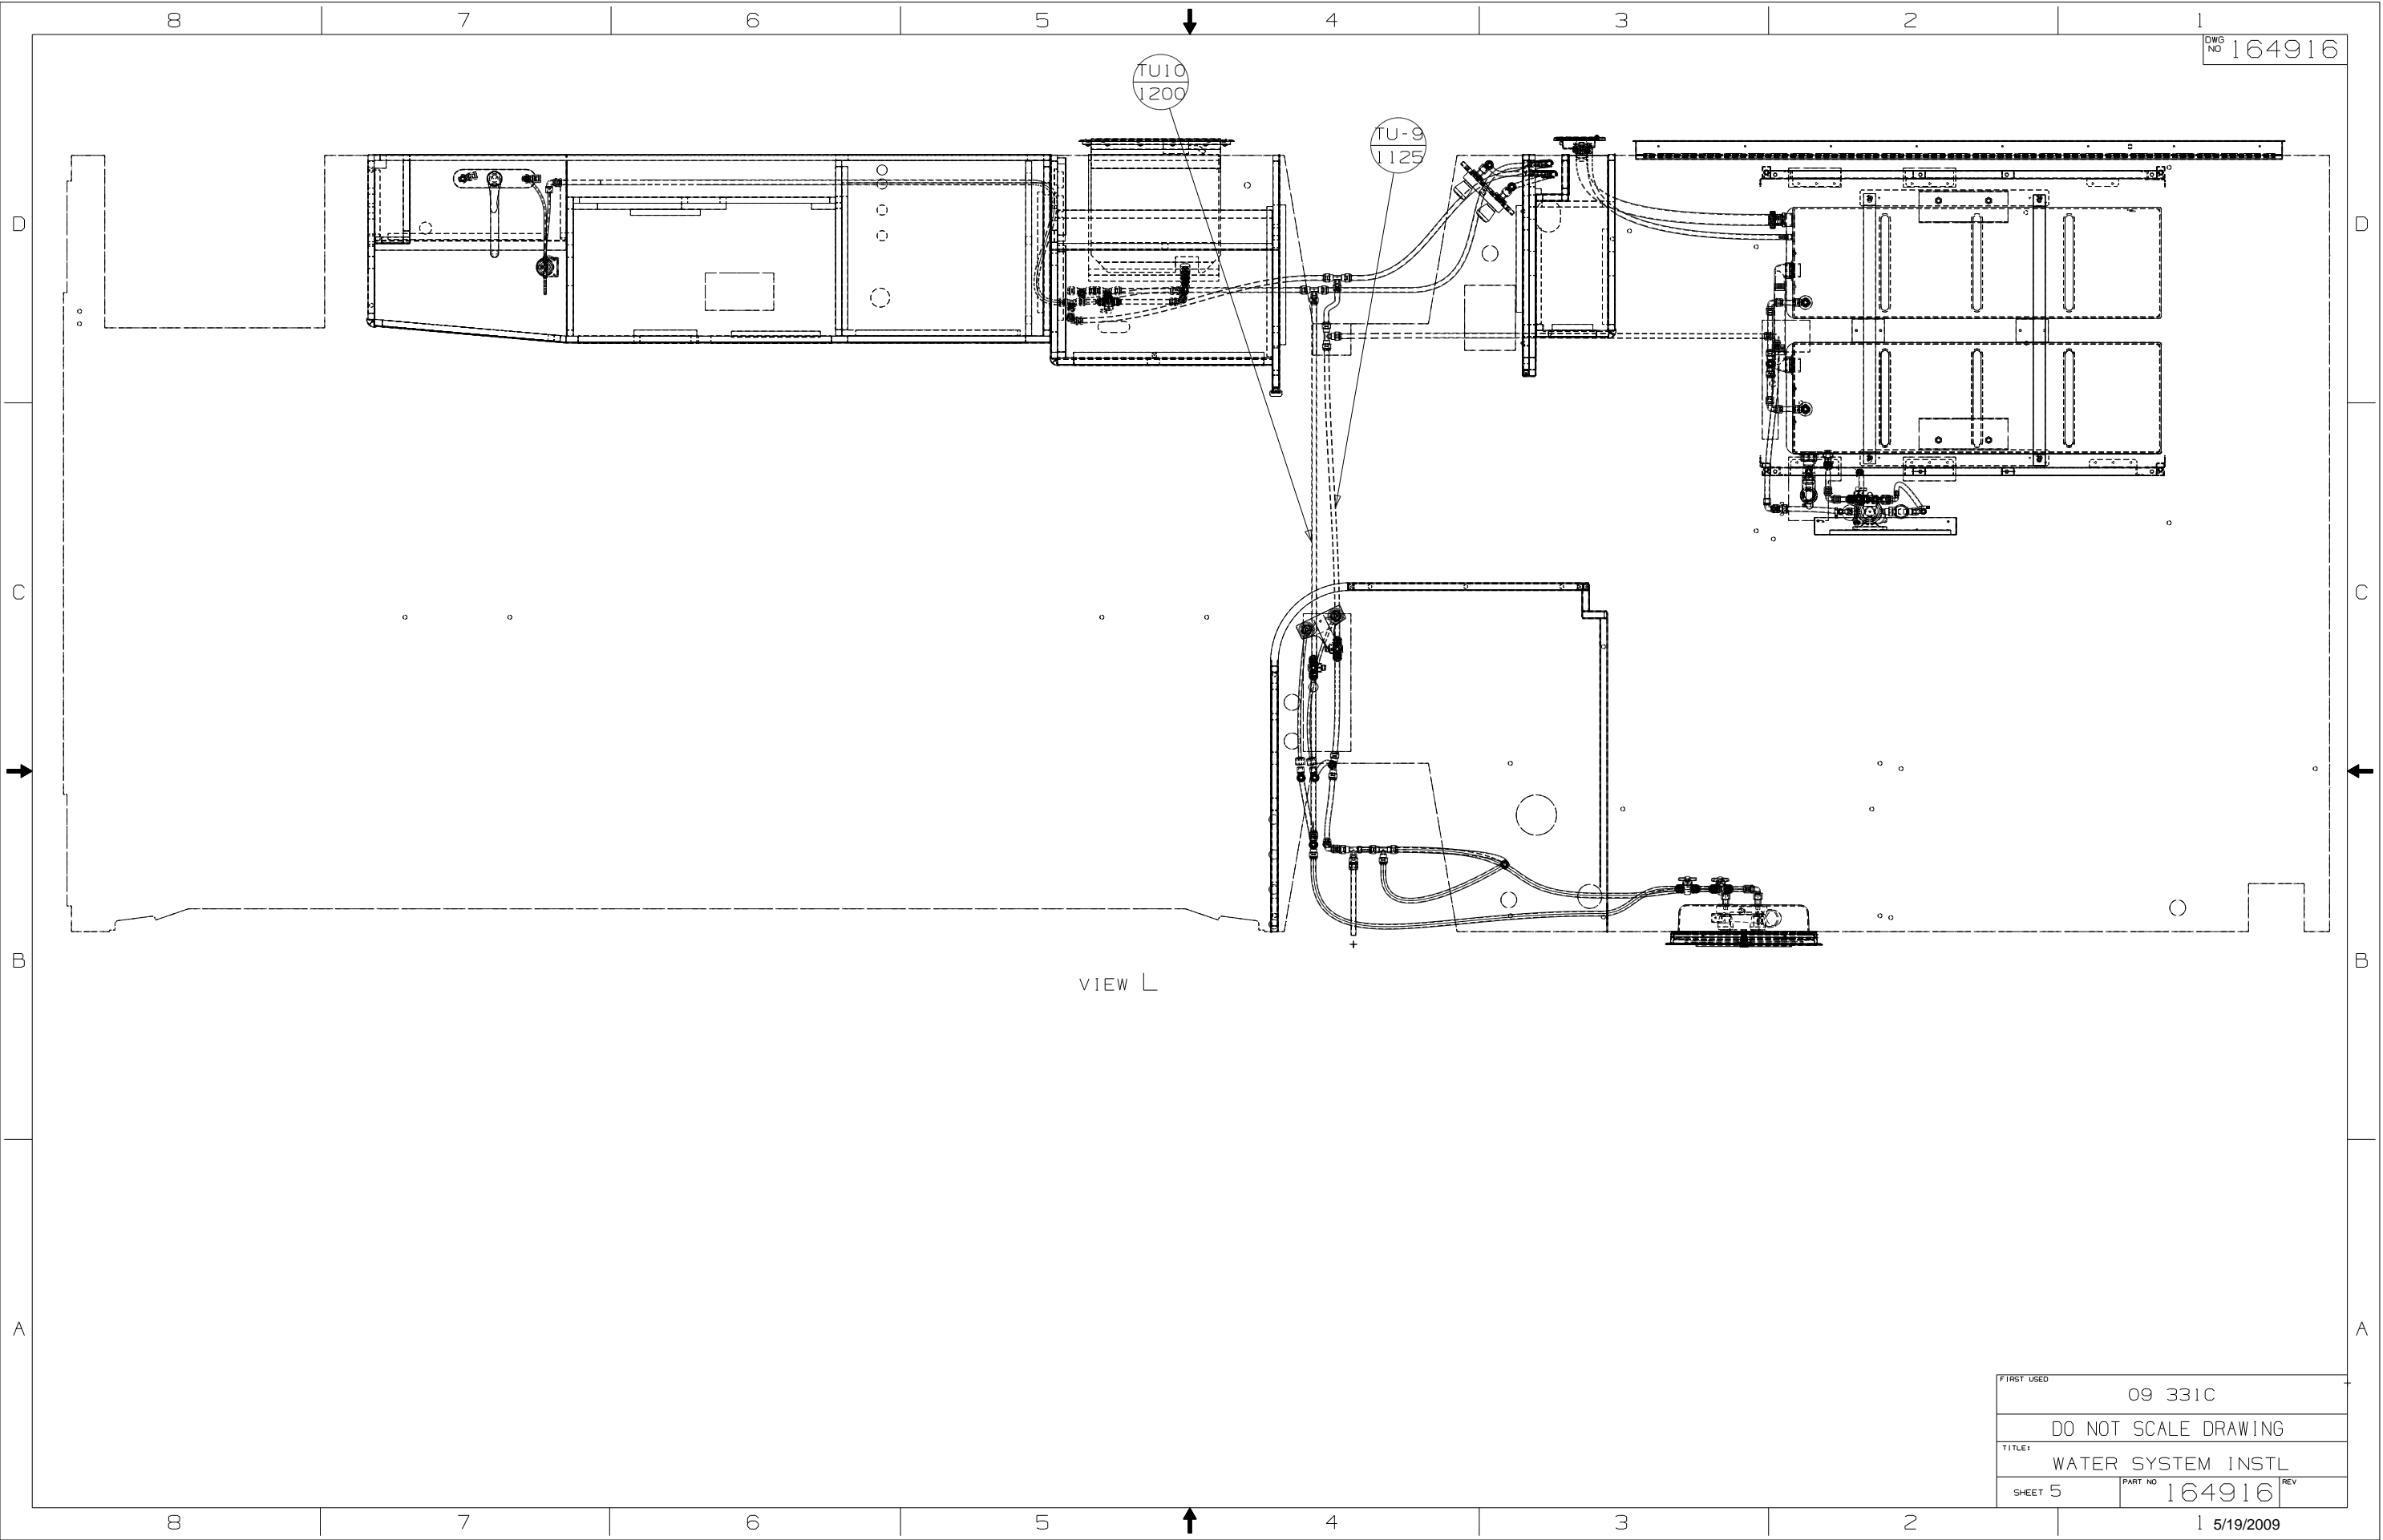 8 7 6 5 4 3 2 1
DWG NO 164916
TU10
1200
TU-9
1125
D D
C C
B B
VIEW L
A A
FIRST USED
09 331C
DO NOT SCALE DRAWING
TITLE:
WATER SYSTEM INSTL
SHEET 5 PART NO 164916 REV
8 7 6 5 4 3 2 1 5/19/2009